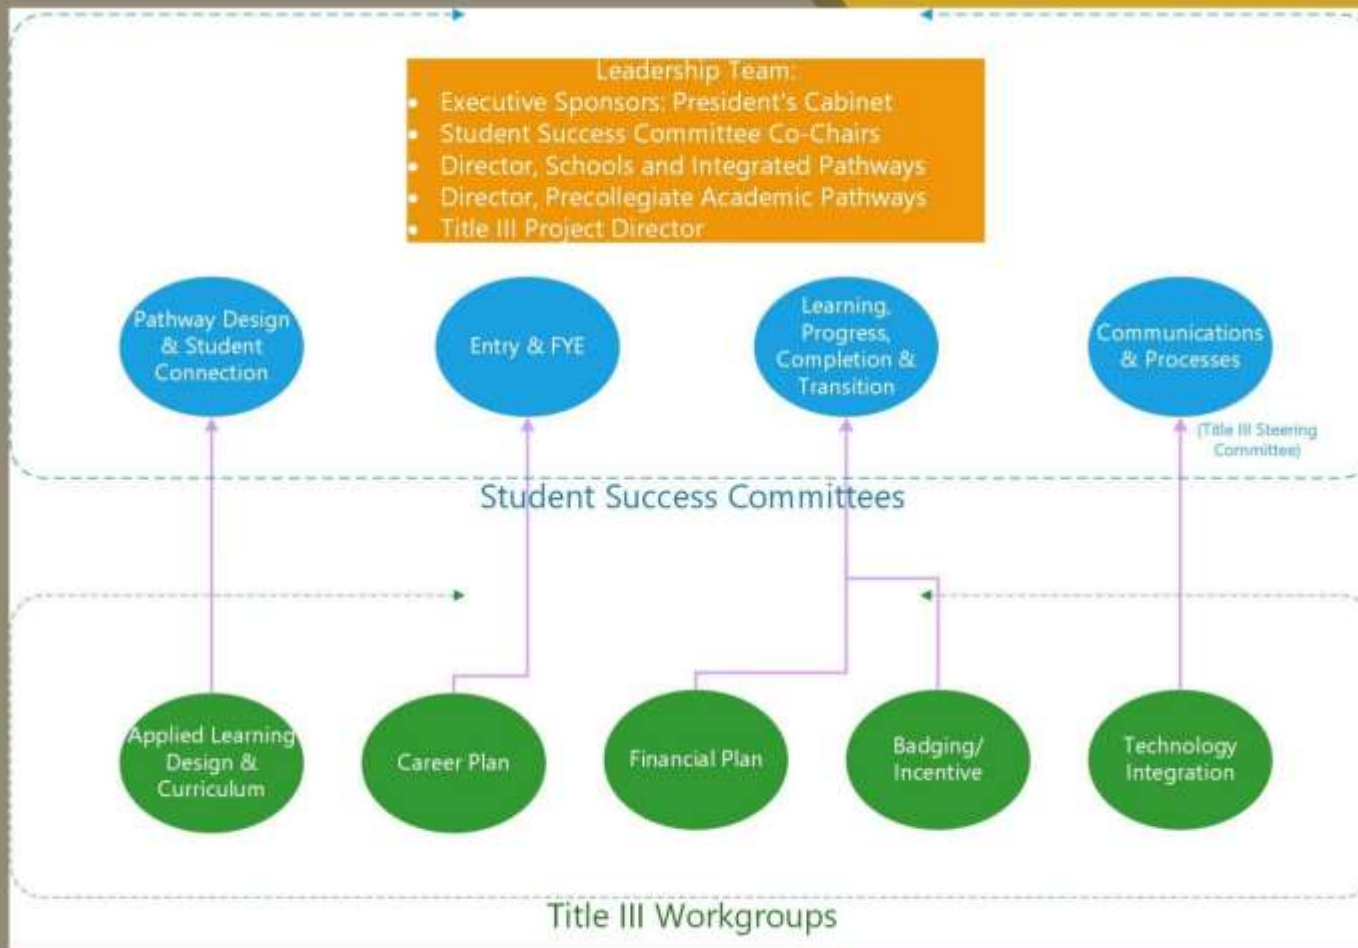 Leadership Team:
• Executive Sponsors: President's Cabinet
• Student Success Committee Co-Chairs
• Director, Schools and Integrated Pathways
• Director, Precollegiate Academic Pathways
• Title III Project Director
Pathway Design
& Student
Connection
Entry & FYE
Learning,
Progress,
Completion &
Transition
Communications
& Processes
(Title III Steering
Committee)
Student Success Committees
Applied Learning
Design &
Curriculum
Career Plan
Financial Plan
Badging/
Incentive
Technology
Integration
Title III Workgroups